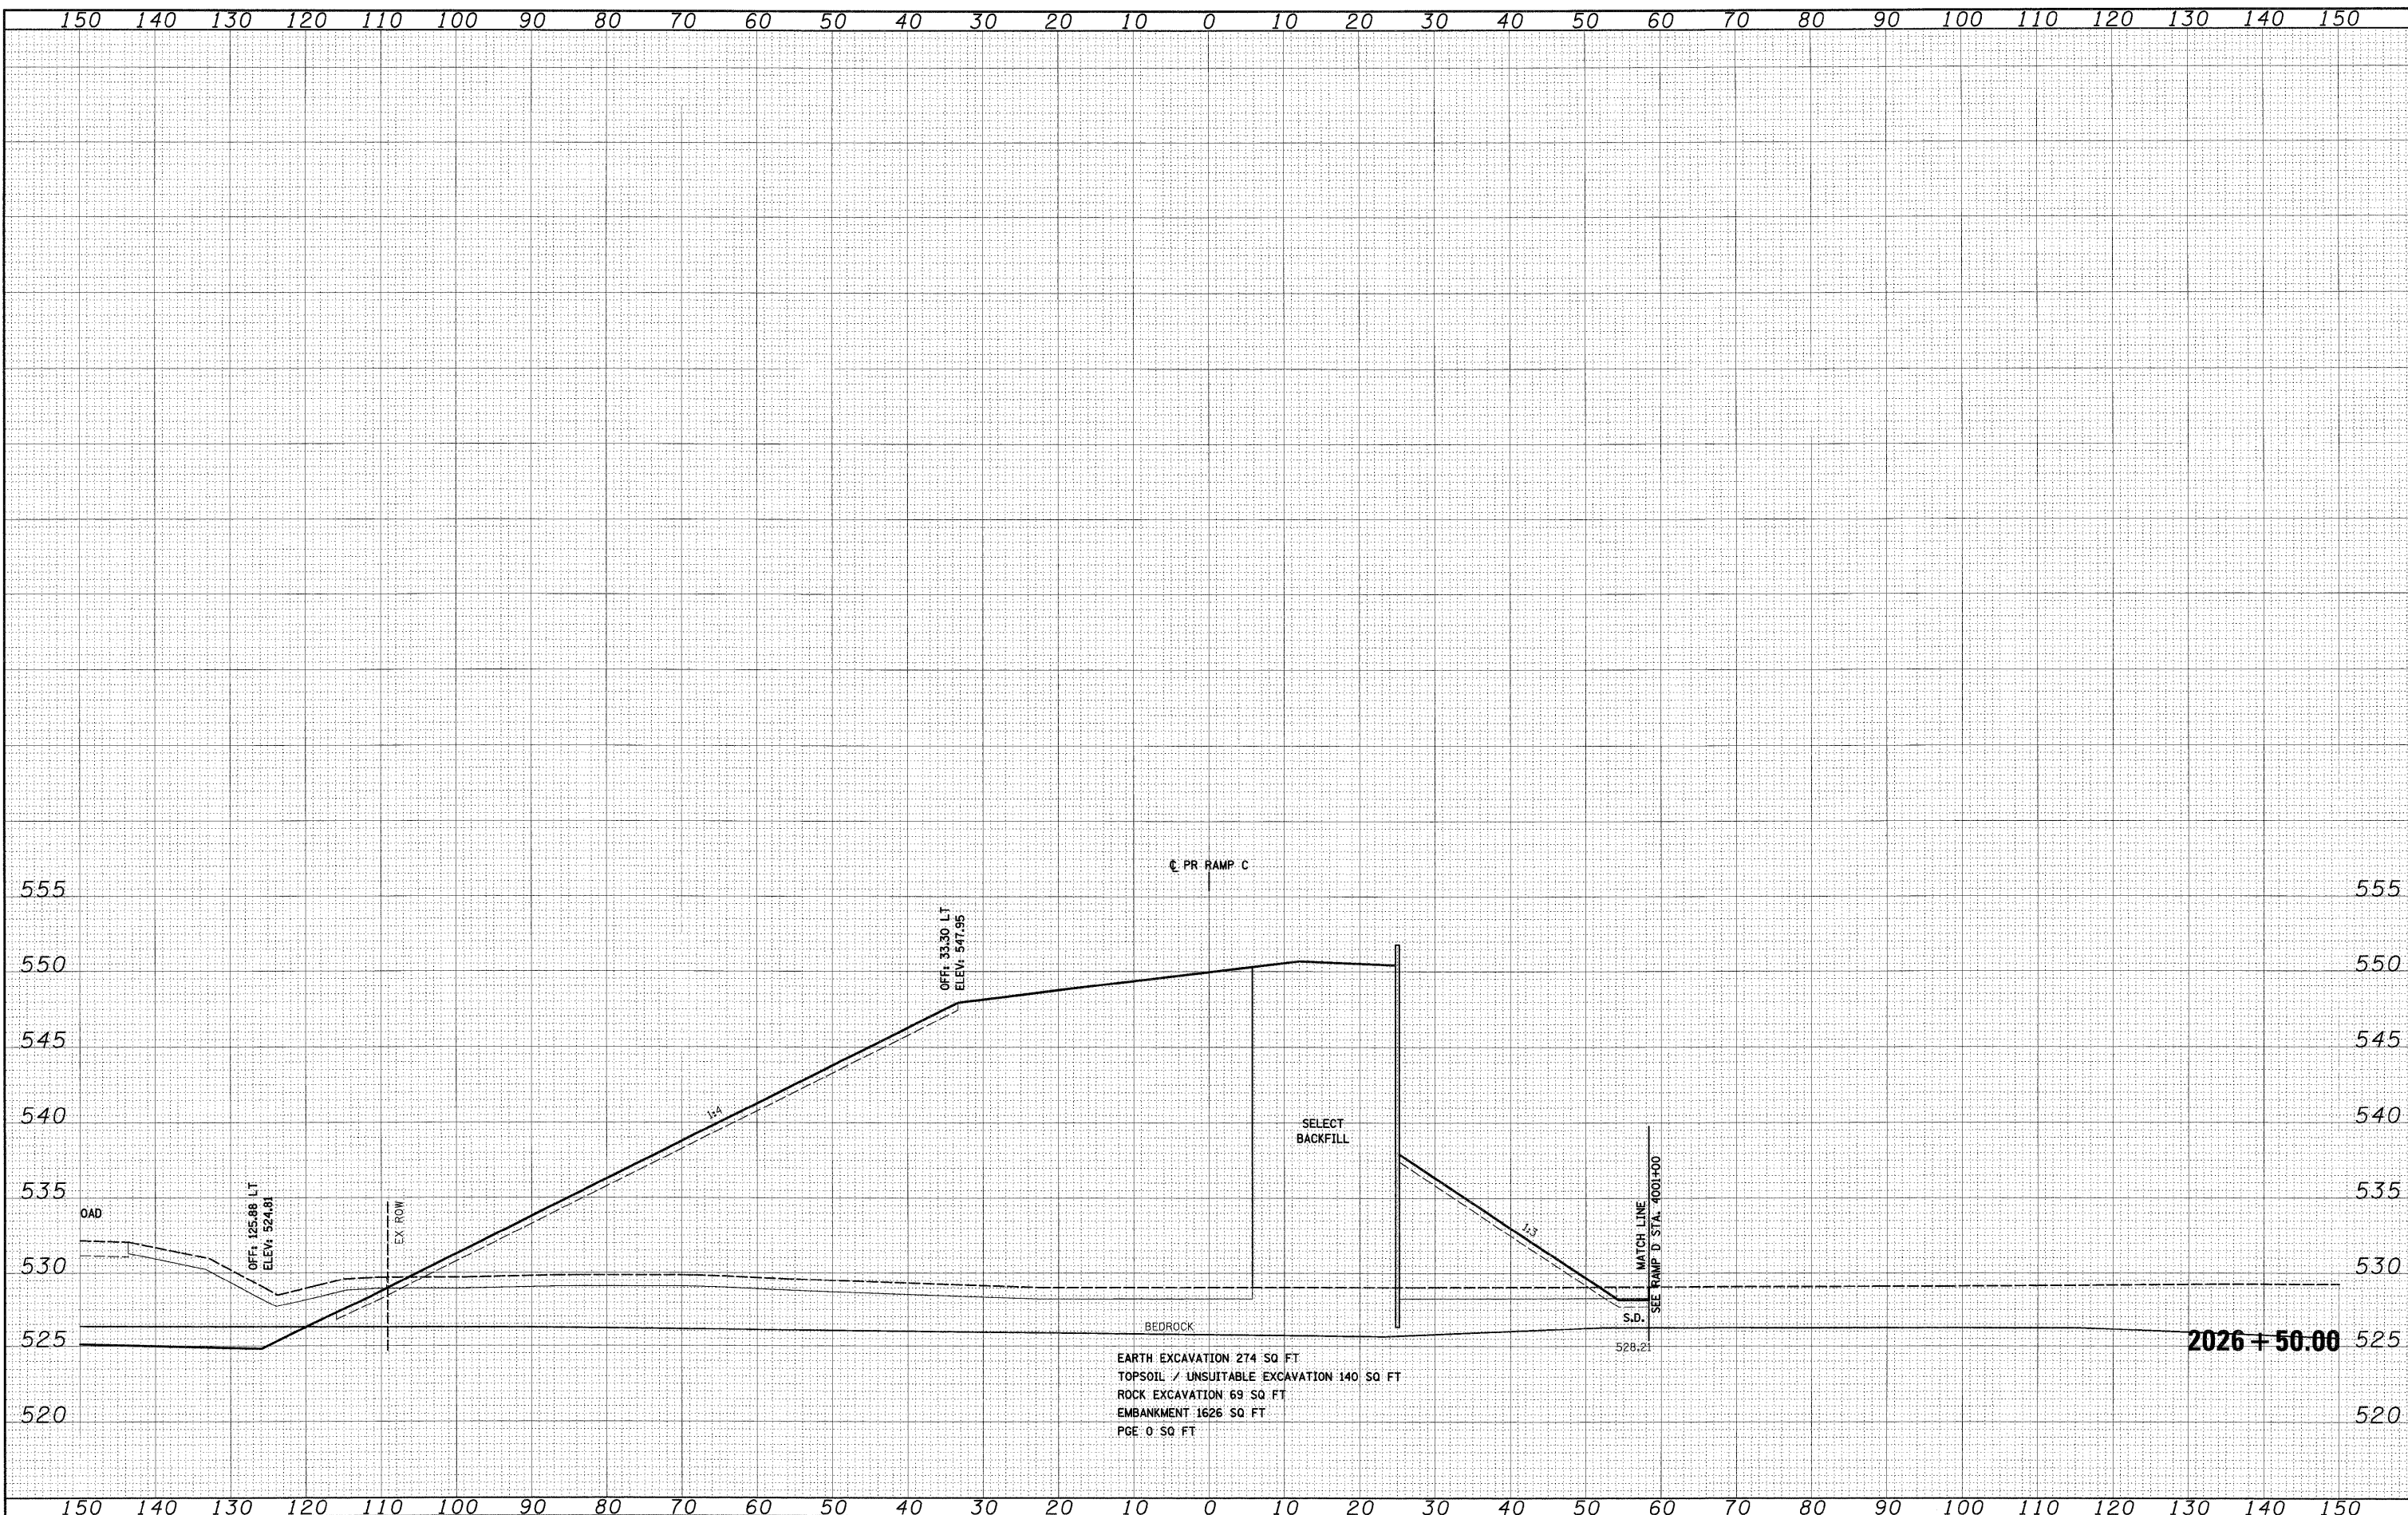 150 140 130 120 110 100 90 80 70 60 50 40 30 20 10 0 10 20 30 40 50 60 70 80 90 100 110 120 130 140 150
℄ PR RAMP C
555 555
OFF: 33.30 LT
ELEV: 547.95
550 550
545 545
1:4
540 540
SELECT
BACKFILL
535 535
OAD
OFF: 125.88 LT
ELEV: 524.81
EX ROW
1:3
MATCH LINE
SEE RAMP D STA. 4001+00
530 530
S.D.
BEDROCK
525 525
528.21
2026 + 50.00
EARTH EXCAVATION 274 SQ FT
TOPSOIL / UNSUITABLE EXCAVATION 140 SQ FT
ROCK EXCAVATION 69 SQ FT
EMBANKMENT 1626 SQ FT
PGE 0 SQ FT
520 520
150 140 130 120 110 100 90 80 70 60 50 40 30 20 10 0 10 20 30 40 50 60 70 80 90 100 110 120 130 140 150